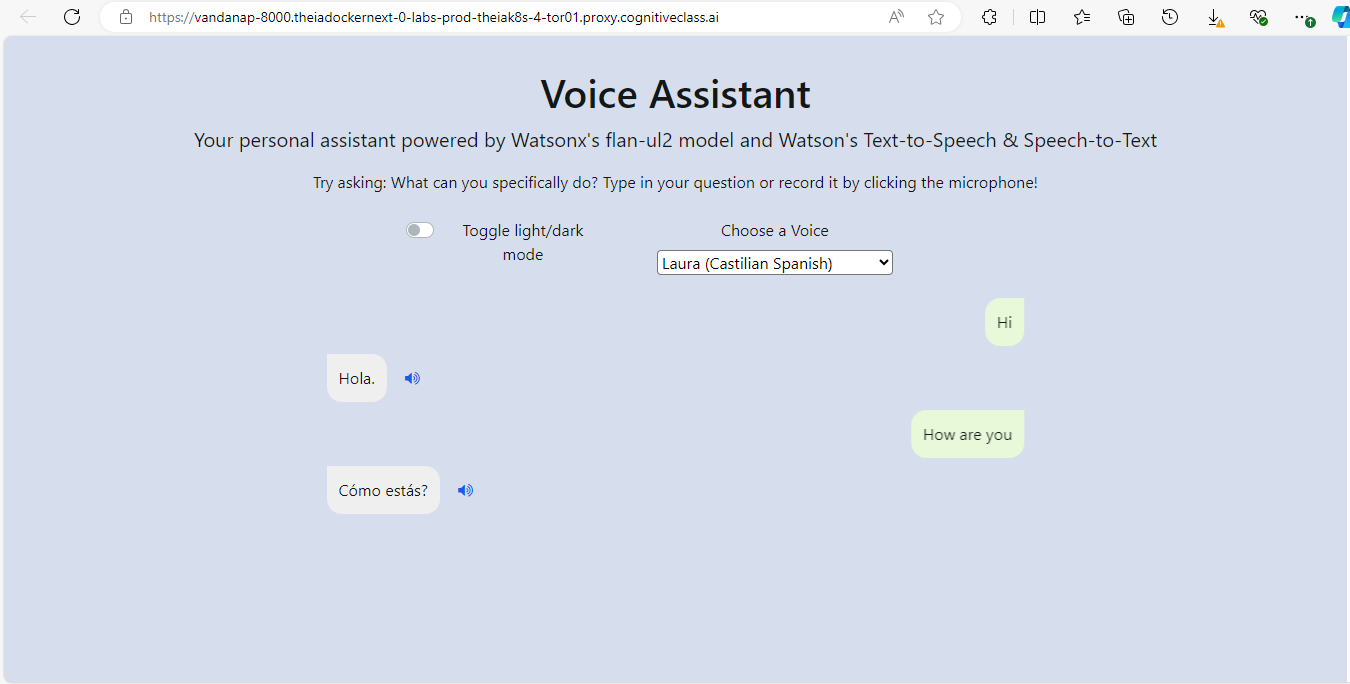 https://vandanap-8000.theiadockernext-0-labs-prod-theiak8s-4-tor01.proxy.cognitiveclass.ai
Voice Assistant
Your personal assistant powered by Watsonx's flan-ul2 model and Watson's Text-to-Speech & Speech-to-Text
Try asking: What can you specifically do? Type in your question or record it by clicking the microphone!
Toggle light/dark
mode
Choose a Voice
Laura (Castilian Spanish)
Hi
Hola.
How are you
Cómo estás?